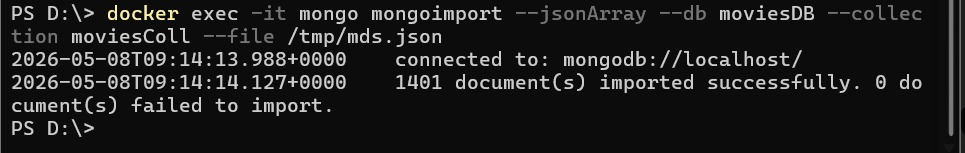 PS D:\> docker exec -it mongo mongoimport --jsonArray --db moviesDB --collec
tion moviesColl --file /tmp/mds.json
2026-05-08T09:14:13.988+0000    connected to: mongodb://localhost/
2026-05-08T09:14:14.127+0000    1401 document(s) imported successfully. 0 do
cument(s) failed to import.
PS D:\>